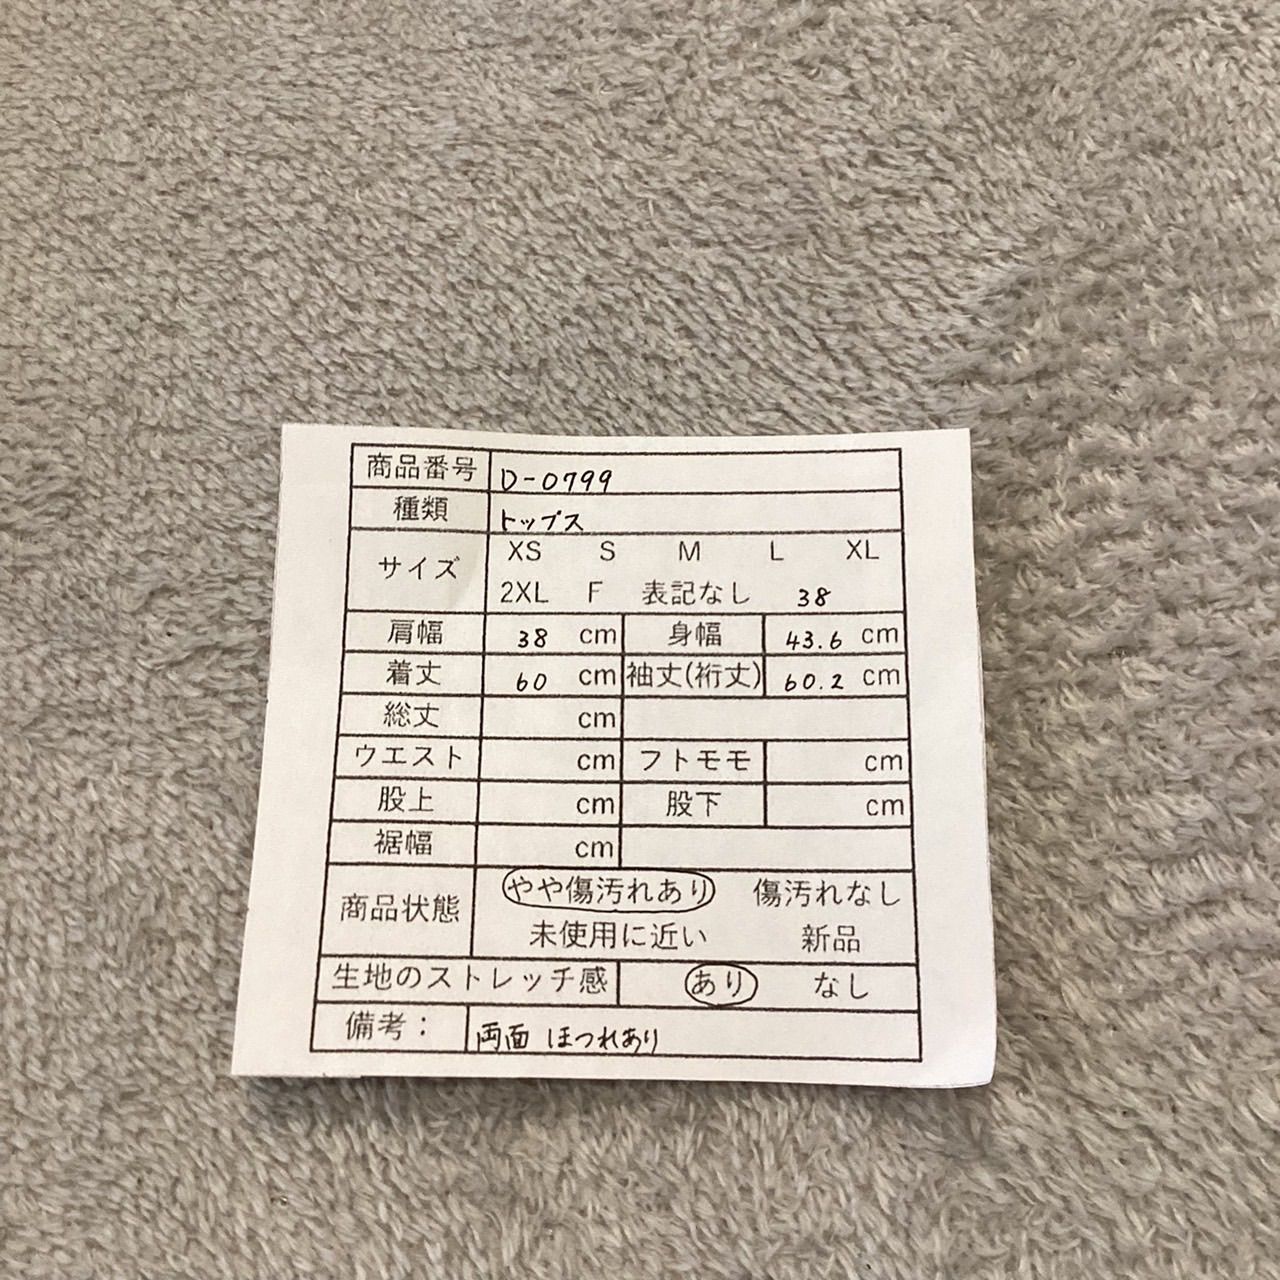 商品番号 D-0799
種類 トップス
サイズ XS S M L XL
2XL F 表記なし 38
肩幅 38 cm 身幅 43.6 cm
着丈 60 cm 袖丈(裄丈) 60.2 cm
総丈 cm
ウエスト cm フトモモ cm
股上 cm 股下 cm
裾幅 cm
商品状態 やや傷汚れあり 傷汚れなし
未使用に近い 新品
生地のストレッチ感 あり なし
備考： 両面 ほつれあり